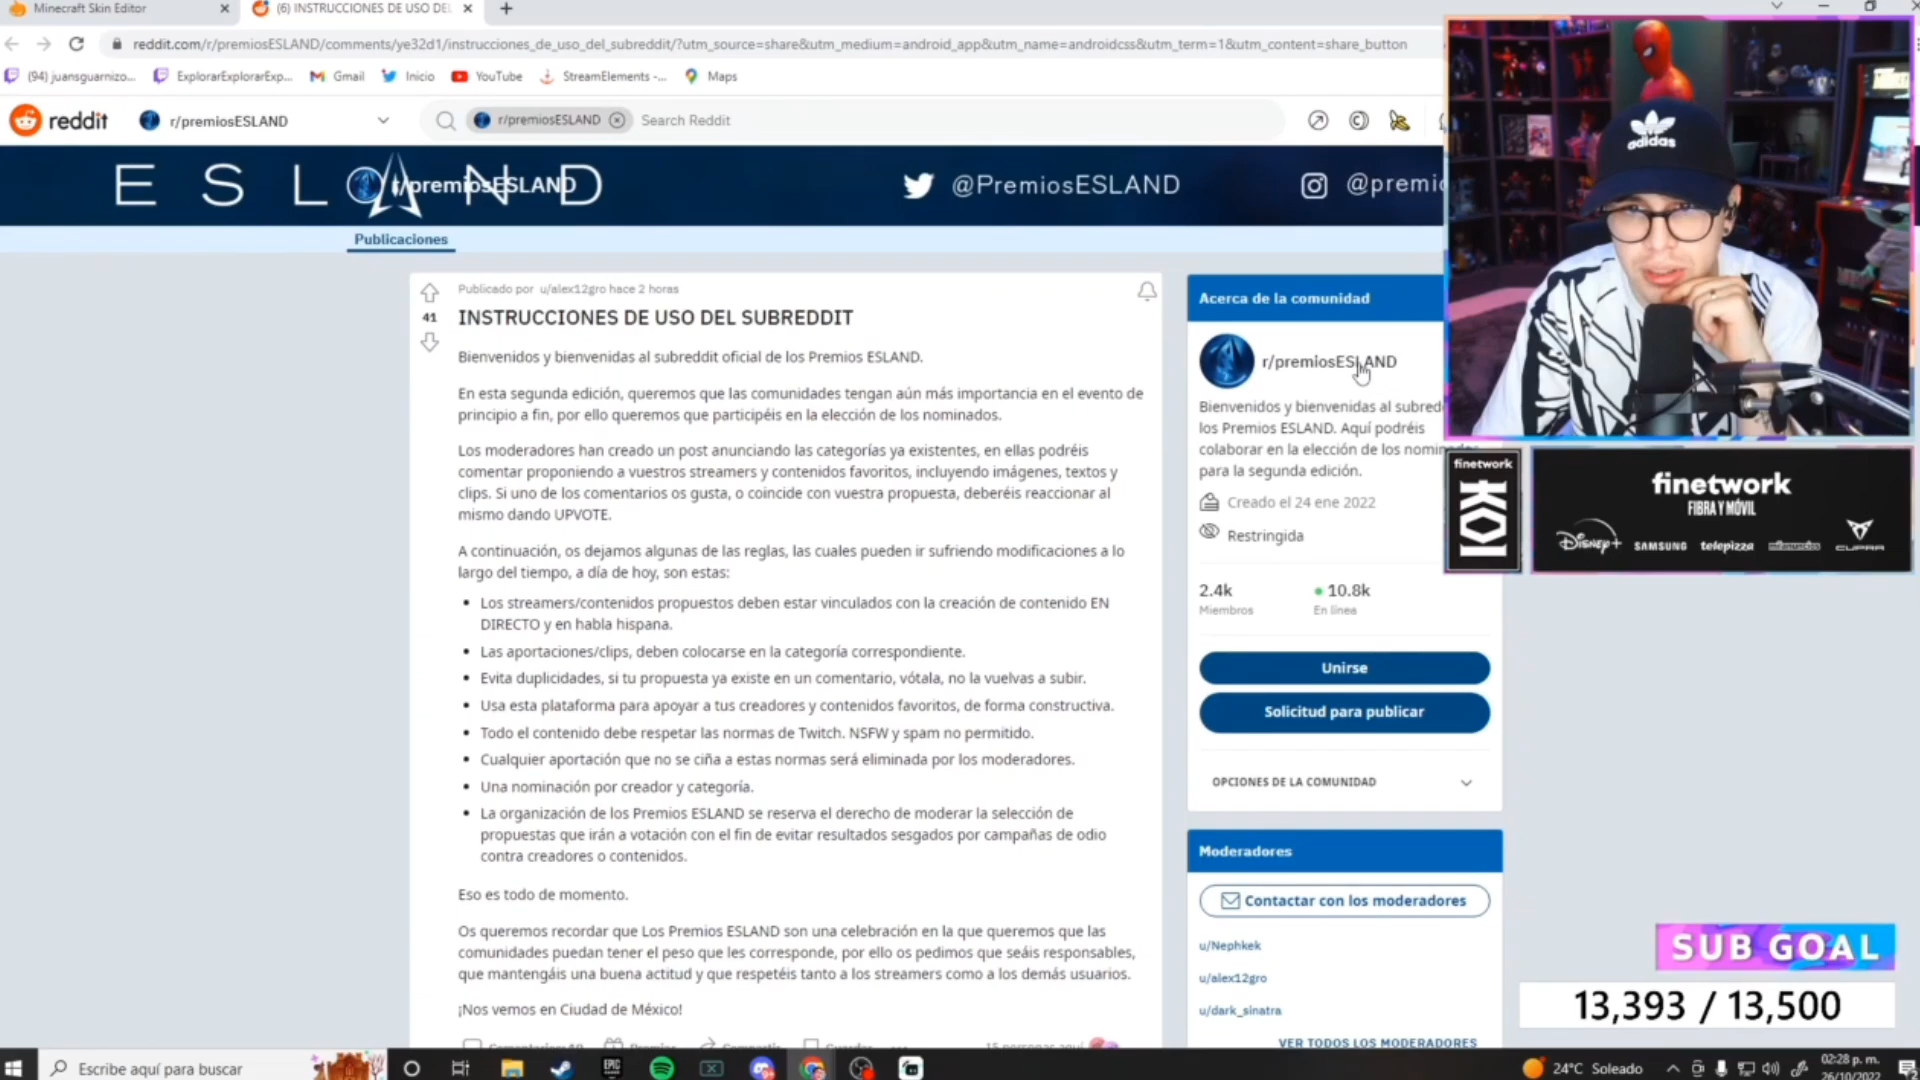 Minecraft Skin Editor
(6) INSTRUCCIONES DE USO DEL
reddit.com/r/premiosESLAND/comments/ye32d1/instrucciones_de_uso_del_subreddit/?utm_source=share&utm_medium=android_app&utm_name=androidcss&utm_term=1&utm_content=share_button
(94) juansguarnizo... ExplorarExplorarExp... Gmail Inicio YouTube StreamElements -... Maps
reddit r/premiosESLAND r/premiosESLAND Search Reddit
ESLAND r/premiosESLAND @PremiosESLAND @premi
Publicaciones
Publicado por u/alex12gro hace 2 horas
41
INSTRUCCIONES DE USO DEL SUBREDDIT
Bienvenidos y bienvenidas al subreddit oficial de los Premios ESLAND.
En esta segunda edición, queremos que las comunidades tengan aún más importancia en el evento de
principio a fin, por ello queremos que participéis en la elección de los nominados.
Los moderadores han creado un post anunciando las categorías ya existentes, en ellas podréis
comentar proponiendo a vuestros streamers y contenidos favoritos, incluyendo imágenes, textos y
clips. Si uno de los comentarios os gusta, o coincide con vuestra propuesta, deberéis reaccionar al
mismo dando UPVOTE.
A continuación, os dejamos algunas de las reglas, las cuales pueden ir sufriendo modificaciones a lo
largo del tiempo, a día de hoy, son estas:
• Los streamers/contenidos propuestos deben estar vinculados con la creación de contenido EN
DIRECTO y en habla hispana.
• Las aportaciones/clips, deben colocarse en la categoría correspondiente.
• Evita duplicidades, si tu propuesta ya existe en un comentario, vótala, no la vuelvas a subir.
• Usa esta plataforma para apoyar a tus creadores y contenidos favoritos, de forma constructiva.
• Todo el contenido debe respetar las normas de Twitch. NSFW y spam no permitido.
• Cualquier aportación que no se ciña a estas normas será eliminada por los moderadores.
• Una nominación por creador y categoría.
• La organización de los Premios ESLAND se reserva el derecho de moderar la selección de
propuestas que irán a votación con el fin de evitar resultados sesgados por campañas de odio
contra creadores o contenidos.
Eso es todo de momento.
Os queremos recordar que Los Premios ESLAND son una celebración en la que queremos que las
comunidades puedan tener el peso que les corresponde, por ello os pedimos que seáis responsables,
que mantengáis una buena actitud y que respetéis tanto a los streamers como a los demás usuarios.
¡Nos vemos en Ciudad de México!
Acerca de la comunidad
r/premiosESLAND
Bienvenidos y bienvenidas al subred
los Premios ESLAND. Aquí podréis
colaborar en la elección de los nomin
para la segunda edición.
Creado el 24 ene 2022
Restringida
2.4k 10.8k
Miembros En línea
Unirse
Solicitud para publicar
OPCIONES DE LA COMUNIDAD
Moderadores
Contactar con los moderadores
u/Nephkek
u/alex12gro
u/dark_sinatra
VER TODOS LOS MODERADORES
adidas
finetwork
KOI
finetwork
FIBRA Y MÓVIL
Disney+ SAMSUNG telepizza milanuncios CUPRA
SUB GOAL
13,393 / 13,500
Escribe aquí para buscar
EPIC
24°C Soleado
02:28 p. m.
26/10/2022